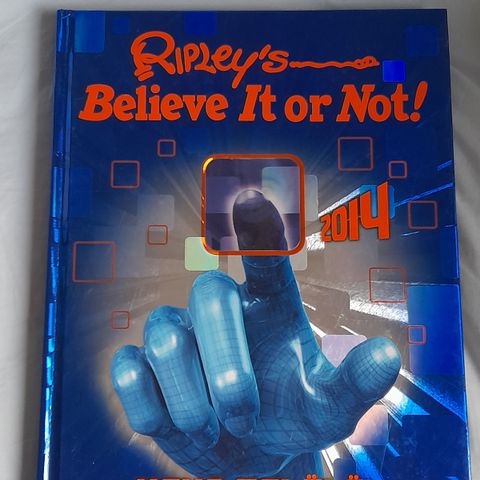 RIPLEY'S
Believe It or Not!
2014